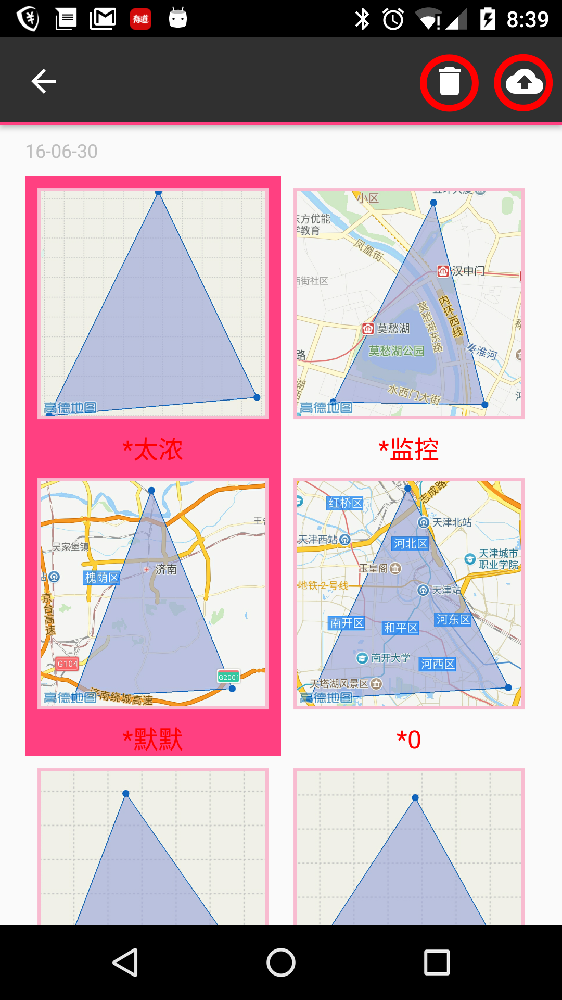 有道
8:39
16-06-30
小区
东方优能
学教育
凤凰街
汉中门
西街社区
内环西线
莫愁湖东路
莫愁湖
莫愁湖公园
秦淮河
路
水西门大街
高德地图
高德地图
*太浓
*监控
吴家堡镇
济南
槐荫区
京台高速
G104
G2001
济南绕城高速
高德地图
志成路
红桥区
天津北站
天津西站
河北区
天津城市
职业学院
玉皇阁
地铁2号线
天津站
河东区
南开区
和平区
南开大学
河西区
天塔湖风景区
高德地图
*默默
*0